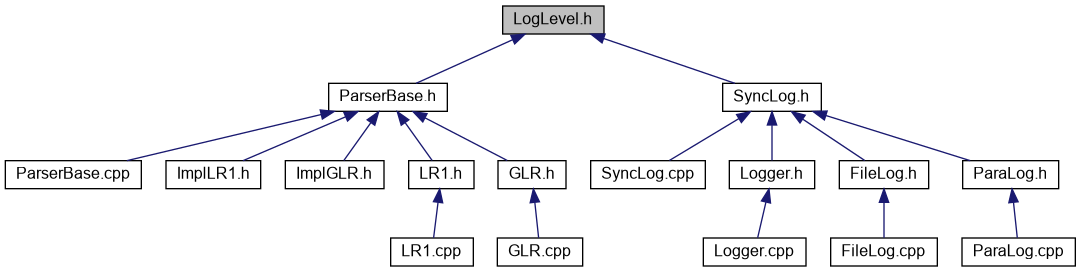 LogLevel.h
ParserBase.h
SyncLog.h
ParserBase.cpp
ImplLR1.h
ImplGLR.h
LR1.h
GLR.h
SyncLog.cpp
Logger.h
FileLog.h
ParaLog.h
LR1.cpp
GLR.cpp
Logger.cpp
FileLog.cpp
ParaLog.cpp